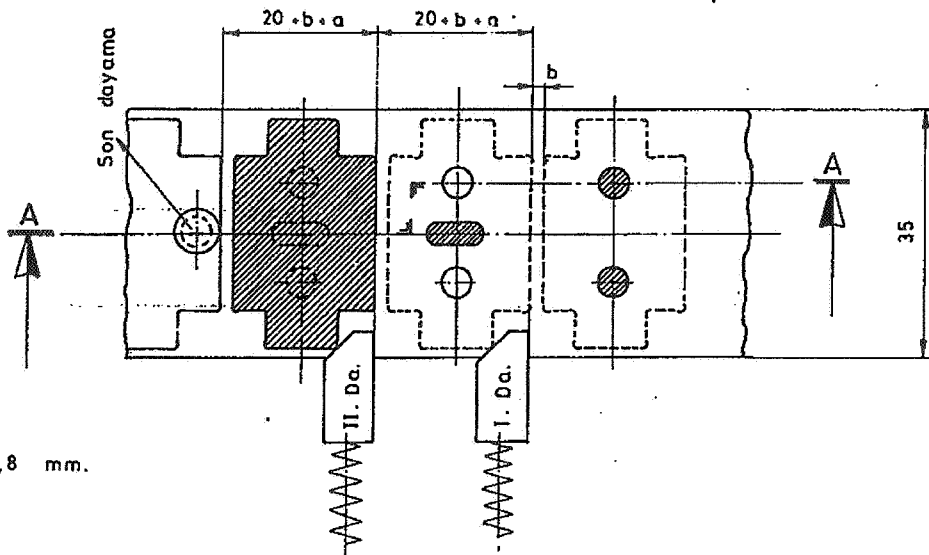 20+b+a
20+b+a
Son dayama
b
A
A
35
II. Da.
I. Da.
,8 mm.